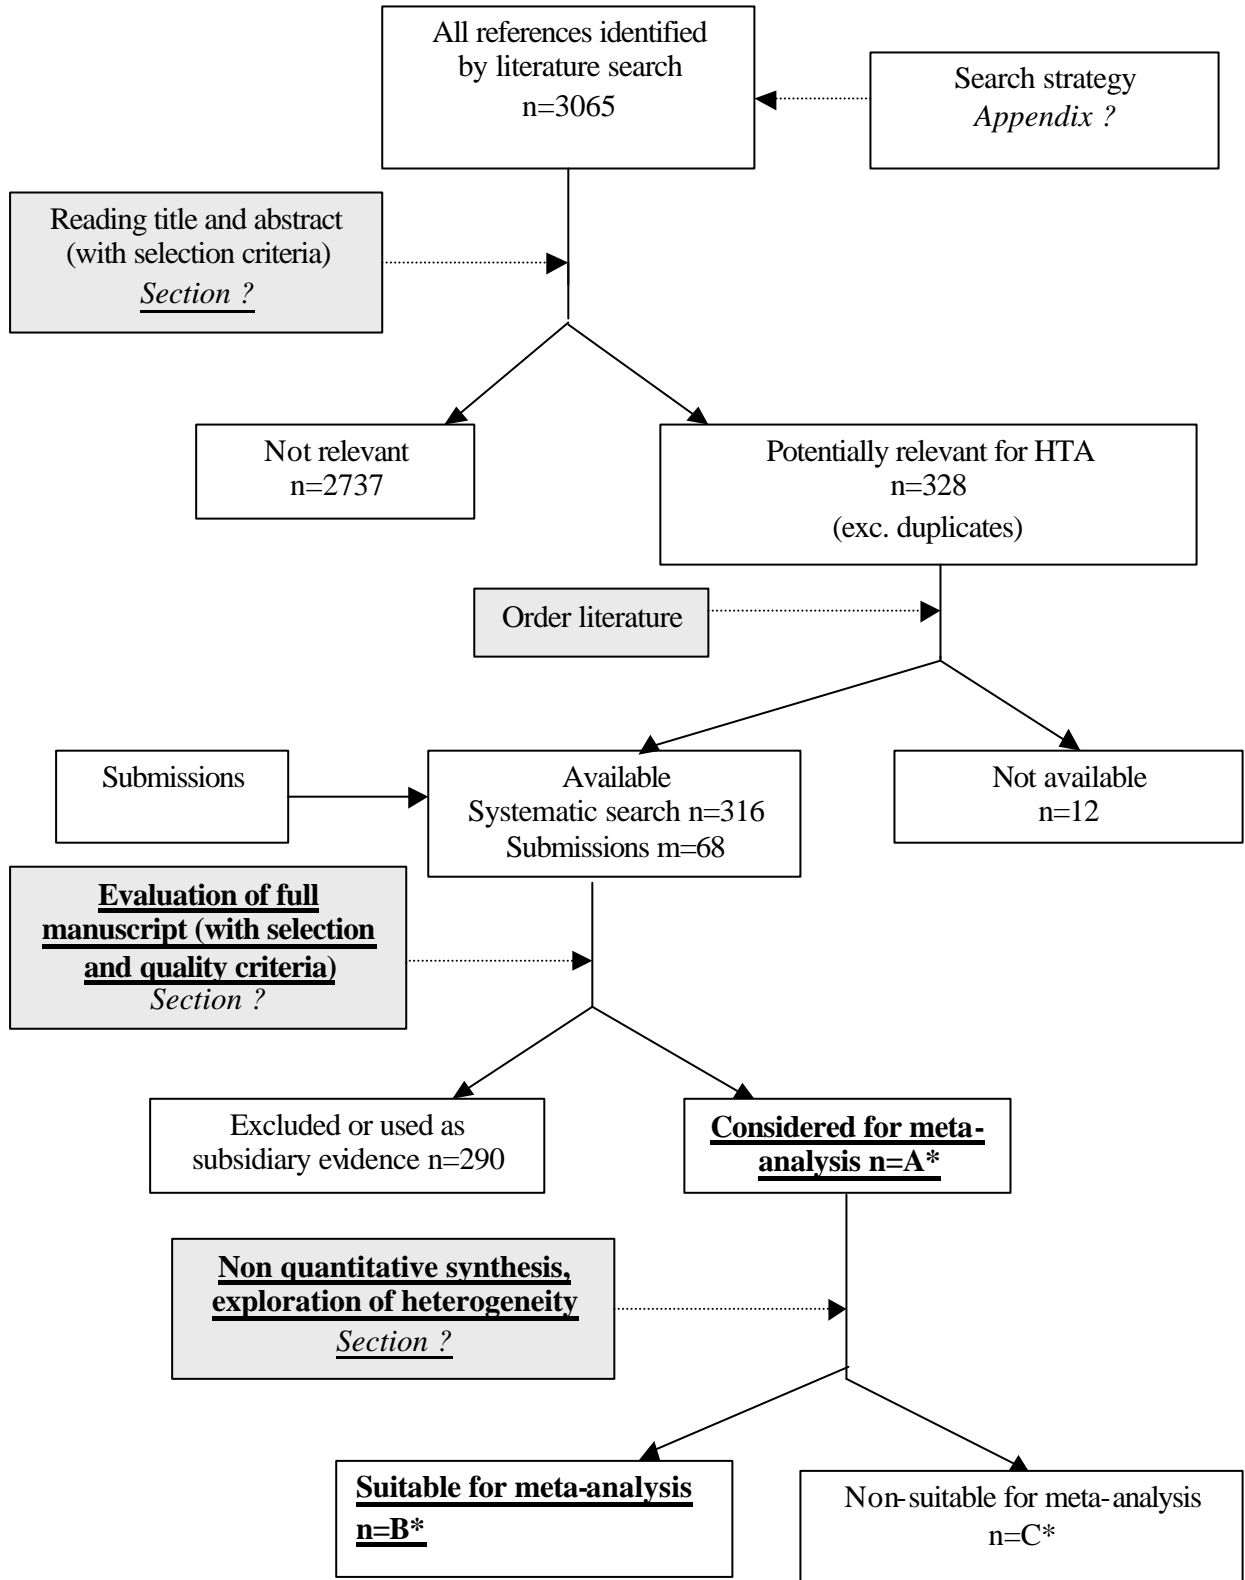 All references identified
by literature search
n=3065
Search strategy
Appendix ?
Reading title and abstract
(with selection criteria)
Section ?
Not relevant
n=2737
Potentially relevant for HTA
n=328
(exc. duplicates)
Order literature
Submissions
Available
Systematic search n=316
Submissions m=68
Not available
n=12
Evaluation of full
manuscript (with selection
and quality criteria)
Section ?
Excluded or used as
subsidiary evidence n=290
Considered for meta-
analysis n=A*
Non quantitative synthesis,
exploration of heterogeneity
Section ?
Suitable for meta-analysis
n=B*
Non-suitable for meta-analysis
n=C*